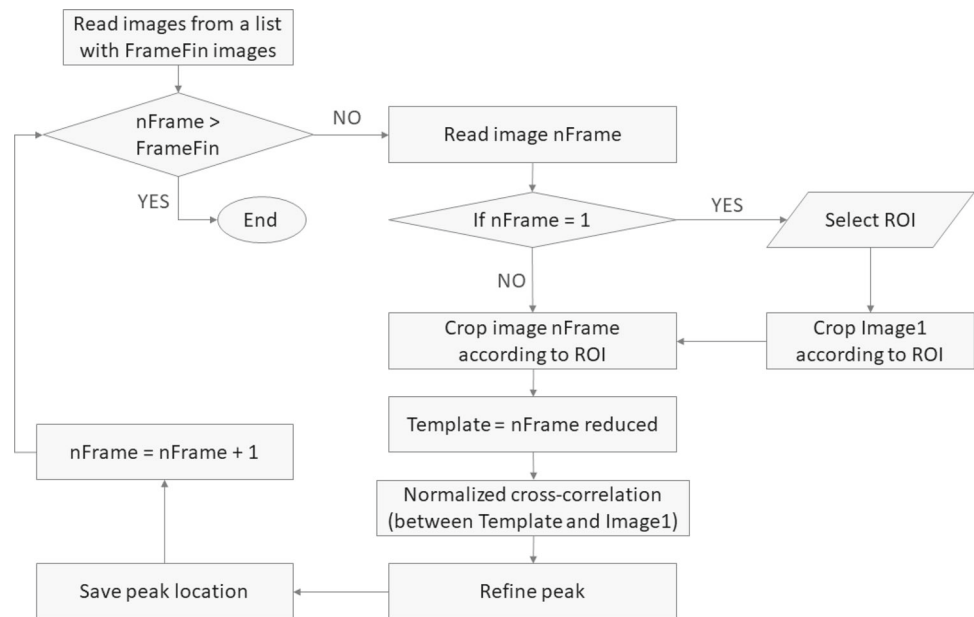 Read images from a list
with FrameFin images
nFrame >
FrameFin
NO
Read image nFrame
YES
End
If nFrame = 1
YES
Select ROI
NO
Crop image nFrame
according to ROI
Crop Image1
according to ROI
Template = nFrame reduced
nFrame = nFrame + 1
Normalized cross-correlation
(between Template and Image1)
Save peak location
Refine peak